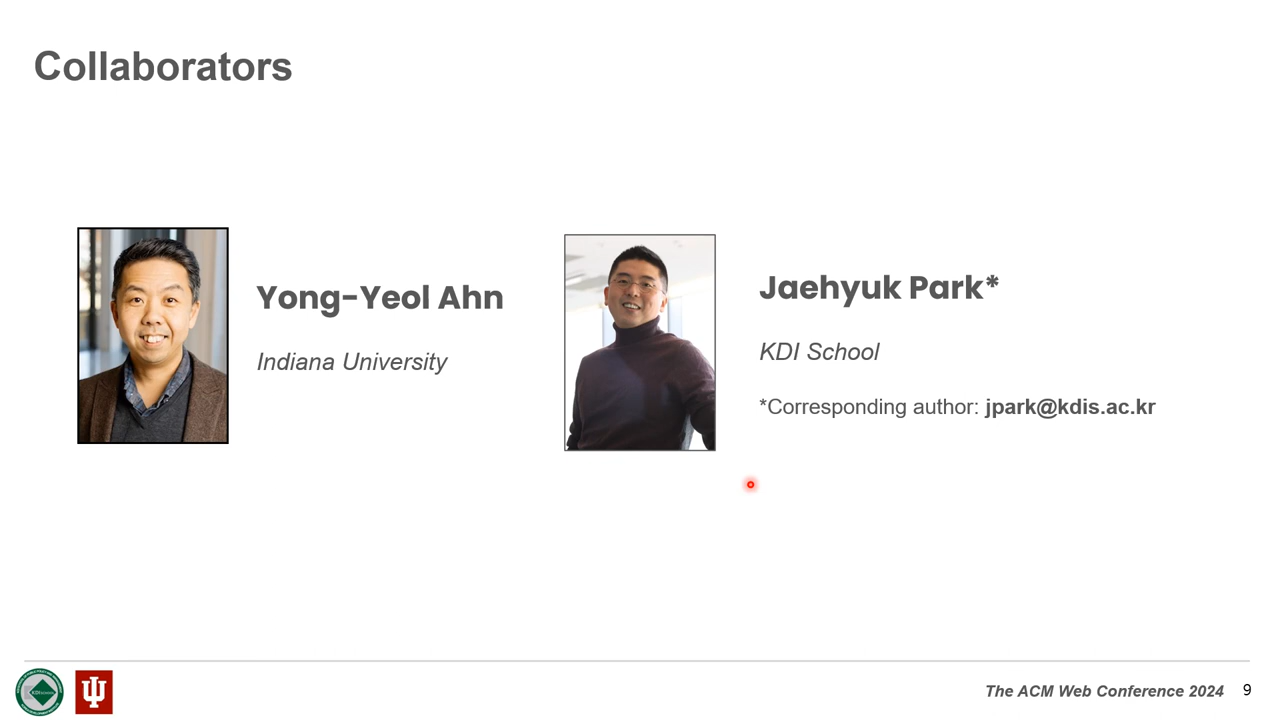 Collaborators
Yong-Yeol Ahn
Indiana University
Jaehyuk Park*
KDI School
*Corresponding author: jpark@kdis.ac.kr
The ACM Web Conference 2024
9